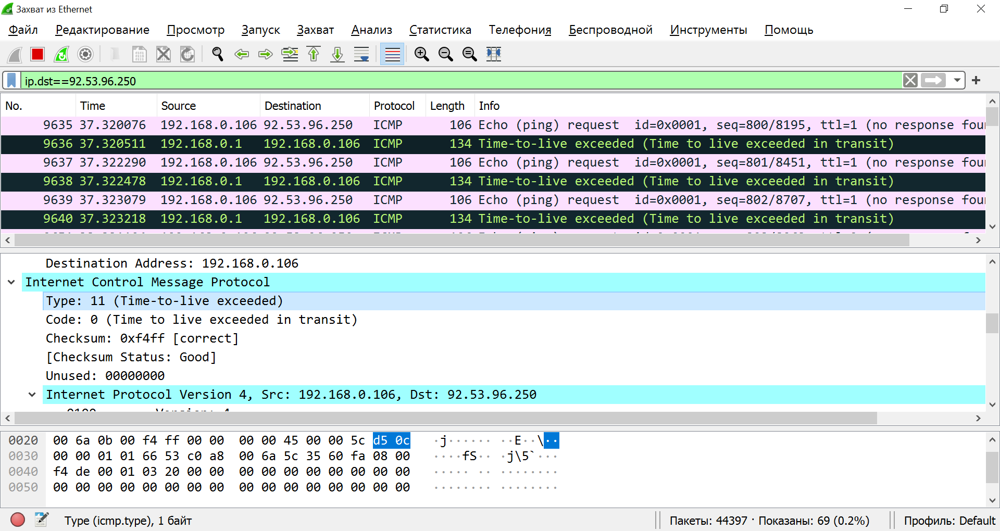 Захват из Ethernet
Файл Редактирование Просмотр Запуск Захват Анализ Статистика Телефония Беспроводной Инструменты Помощь
ip.dst==92.53.96.250
No. Time Source Destination Protocol Length Info
9635 37.320076 192.168.0.106 92.53.96.250 ICMP 106 Echo (ping) request id=0x0001, seq=800/8195, ttl=1 (no response fou
9636 37.320511 192.168.0.1 192.168.0.106 ICMP 134 Time-to-live exceeded (Time to live exceeded in transit)
9637 37.322290 192.168.0.106 92.53.96.250 ICMP 106 Echo (ping) request id=0x0001, seq=801/8451, ttl=1 (no response fou
9638 37.322478 192.168.0.1 192.168.0.106 ICMP 134 Time-to-live exceeded (Time to live exceeded in transit)
9639 37.323079 192.168.0.106 92.53.96.250 ICMP 106 Echo (ping) request id=0x0001, seq=802/8707, ttl=1 (no response fou
9640 37.323218 192.168.0.1 192.168.0.106 ICMP 134 Time-to-live exceeded (Time to live exceeded in transit)
Destination Address: 192.168.0.106
Internet Control Message Protocol
Type: 11 (Time-to-live exceeded)
Code: 0 (Time to live exceeded in transit)
Checksum: 0xf4ff [correct]
[Checksum Status: Good]
Unused: 00000000
Internet Protocol Version 4, Src: 192.168.0.106, Dst: 92.53.96.250
0020 00 6a 0b 00 f4 ff 00 00 00 00 45 00 00 5c d5 0c ·j······ ··E··\··
0030 00 00 01 01 66 53 c0 a8 00 6a 5c 35 60 fa 08 00 ····fS·· ·j\5`···
0040 f4 de 00 01 03 20 00 00 00 00 00 00 00 00 00 00 ····· ·· ········
0050 00 00 00 00 00 00 00 00 00 00 00 00 00 00 00 00 ········ ········
Type (icmp.type), 1 байт Пакеты: 44397 · Показаны: 69 (0.2%) Профиль: Default